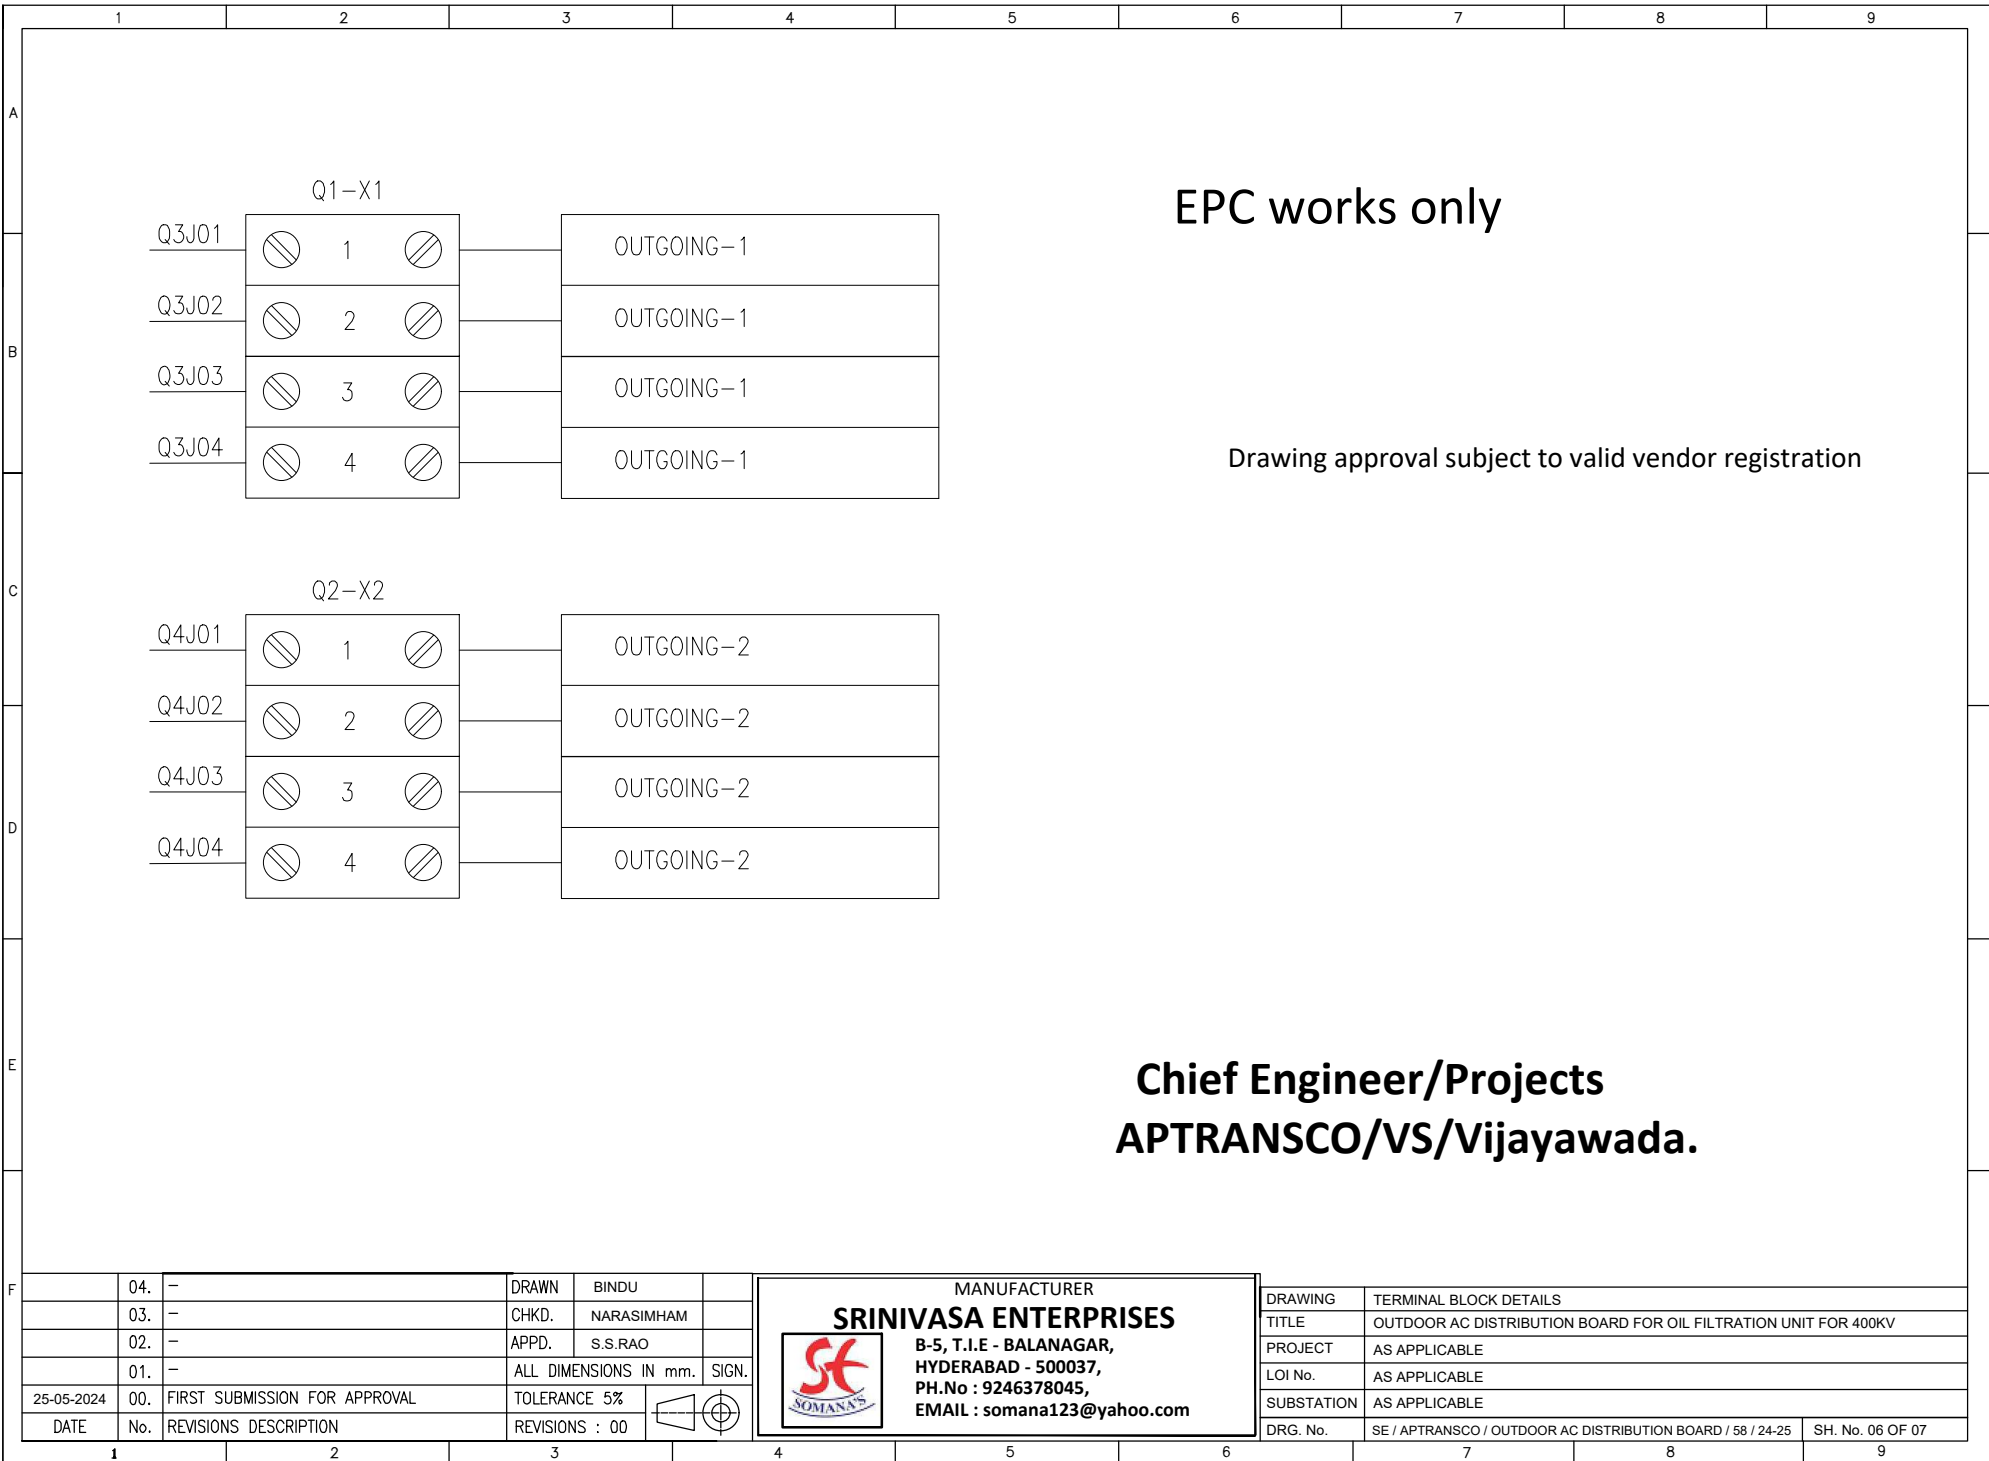 1 2 3 4 5 6 7 8 9
A
B
C
D
E
F
Q1-X1
Q3J01 1 OUTGOING-1
Q3J02 2 OUTGOING-1
Q3J03 3 OUTGOING-1
Q3J04 4 OUTGOING-1
EPC works only
Drawing approval subject to valid vendor registration
Q2-X2
Q4J01 1 OUTGOING-2
Q4J02 2 OUTGOING-2
Q4J03 3 OUTGOING-2
Q4J04 4 OUTGOING-2
Chief Engineer/Projects
APTRANSCO/VS/Vijayawada.
04. -
03. -
02. -
01. -
25-05-2024 00. FIRST SUBMISSION FOR APPROVAL
DATE No. REVISIONS DESCRIPTION
DRAWN BINDU
CHKD. NARASIMHAM
APPD. S.S.RAO
ALL DIMENSIONS IN mm. SIGN.
TOLERANCE 5%
REVISIONS : 00
MANUFACTURER
SRINIVASA ENTERPRISES
SE
SOMANA'S
B-5, T.I.E - BALANAGAR,
HYDERABAD - 500037,
PH.No : 9246378045,
EMAIL : somana123@yahoo.com
DRAWING TERMINAL BLOCK DETAILS
TITLE OUTDOOR AC DISTRIBUTION BOARD FOR OIL FILTRATION UNIT FOR 400KV
PROJECT AS APPLICABLE
LOI No. AS APPLICABLE
SUBSTATION AS APPLICABLE
DRG. No. SE / APTRANSCO / OUTDOOR AC DISTRIBUTION BOARD / 58 / 24-25 SH. No. 06 OF 07
1 2 3 4 5 6 7 8 9